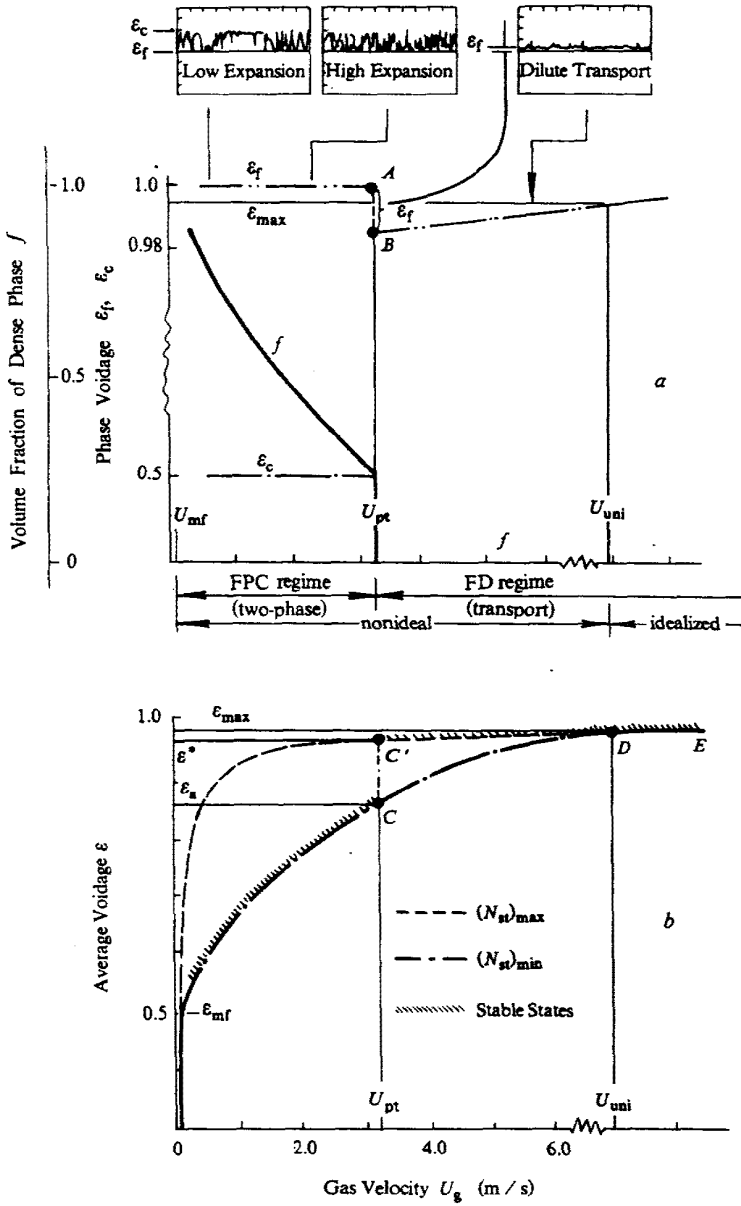 ε_c
ε_f
Low Expansion
High Expansion
ε_f
Dilute Transport
Volume Fraction of Dense Phase f
1.0
0.5
0
Phase Voidage ε_f, ε_c
1.0
0.98
0.5
ε_f
ε_max
A
ε_f
B
f
a
ε_c
U_mf
U_pt
U_uni
f
FPC regime
(two-phase)
FD regime
(transport)
nonideal
idealized
Average Voidage ε
1.0
0.5
ε_max
ε*
ε_a
C'
D
E
C
(N_st)_max
b
(N_st)_min
Stable States
ε_mf
U_pt
U_uni
0
2.0
4.0
6.0
Gas Velocity U_g (m / s)